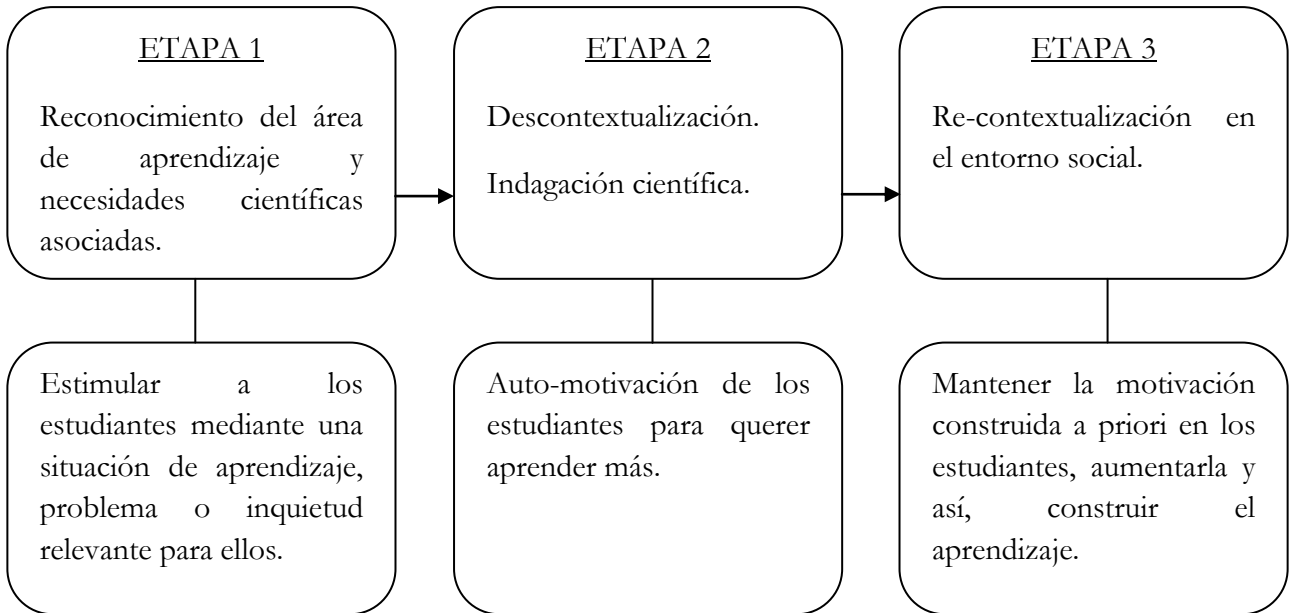 ETAPA 1
Reconocimiento del área
de aprendizaje y
necesidades científicas
asociadas.
ETAPA 2
Descontextualización.
Indagación científica.
ETAPA 3
Re-contextualización en
el entorno social.
Estimular a los
estudiantes mediante una
situación de aprendizaje,
problema o inquietud
relevante para ellos.
Auto-motivación de los
estudiantes para querer
aprender más.
Mantener la motivación
construida a priori en los
estudiantes, aumentarla y
así, construir el
aprendizaje.